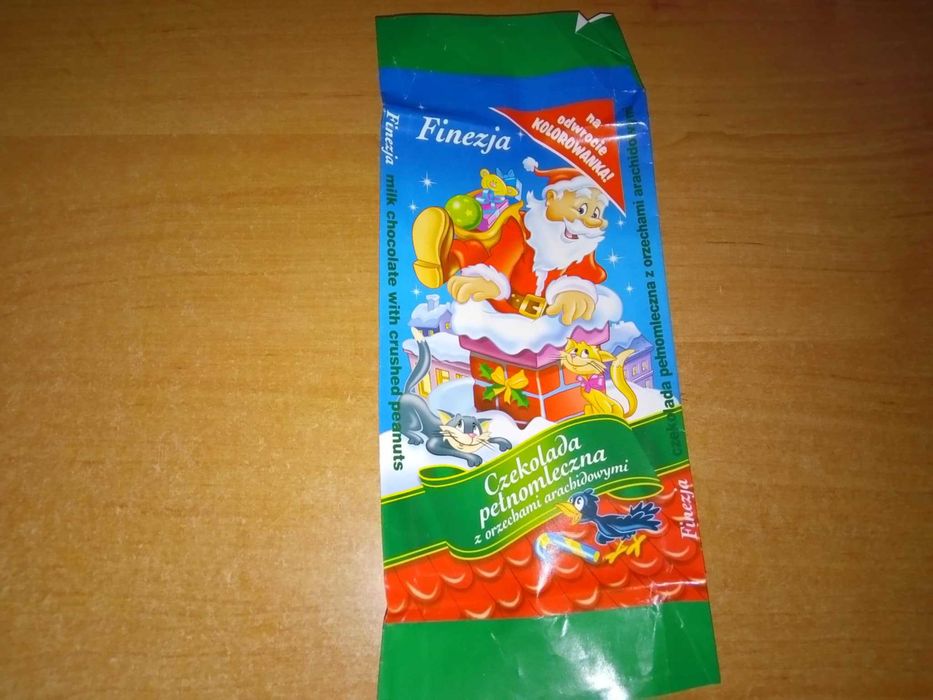 Finezja
na
odwrocie
KOLOROWANKA!
Finezja milk chocolate with crushed peanuts
czekolada pełnomleczna z orzechami arachidowymi
Finezja
Czekolada
pełnomleczna
z orzechami arachidowymi